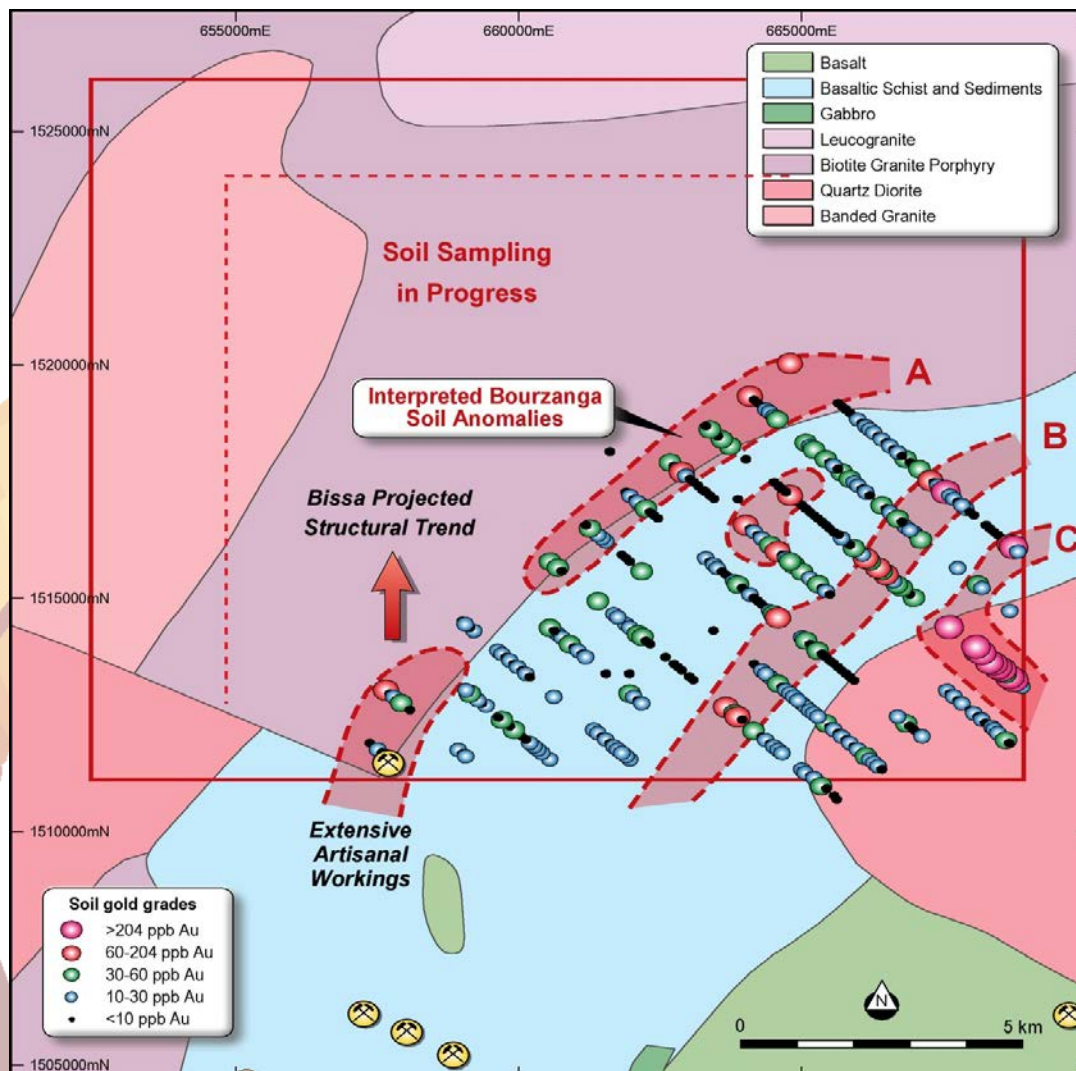 655000mE
660000mE
665000mE
Basalt
Basaltic Schist and Sediments
Gabbro
Leucogranite
Biotite Granite Porphyry
Quartz Diorite
Banded Granite
1525000mN
Soil Sampling
in Progress
1520000mN
A
Interpreted Bourzanga
Soil Anomalies
B
Bissa Projected
Structural Trend
C
1515000mN
1510000mN
Extensive
Artisanal
Workings
Soil gold grades
>204 ppb Au
60-204 ppb Au
30-60 ppb Au
10-30 ppb Au
<10 ppb Au
N
0
5 km
1505000mN